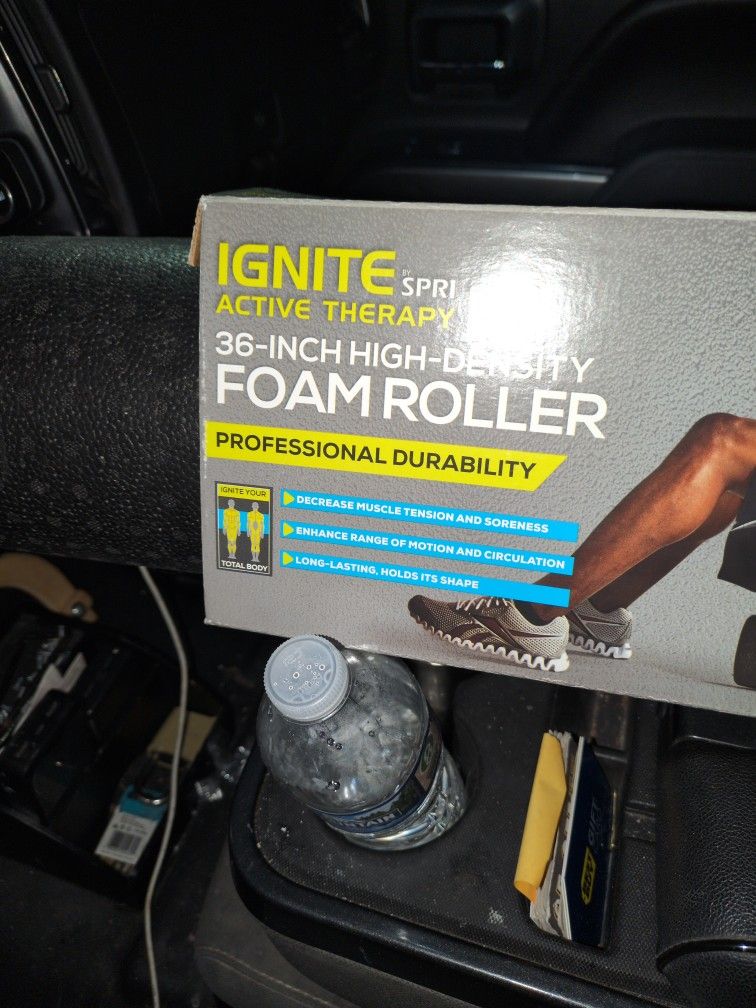 IGNITE BY SPRI
ACTIVE THERAPY
36-INCH HIGH-DENSITY
FOAM ROLLER
PROFESSIONAL DURABILITY
IGNITE YOUR
TOTAL BODY
DECREASE MUSCLE TENSION AND SORENESS
ENHANCE RANGE OF MOTION AND CIRCULATION
LONG-LASTING, HOLDS ITS SHAPE